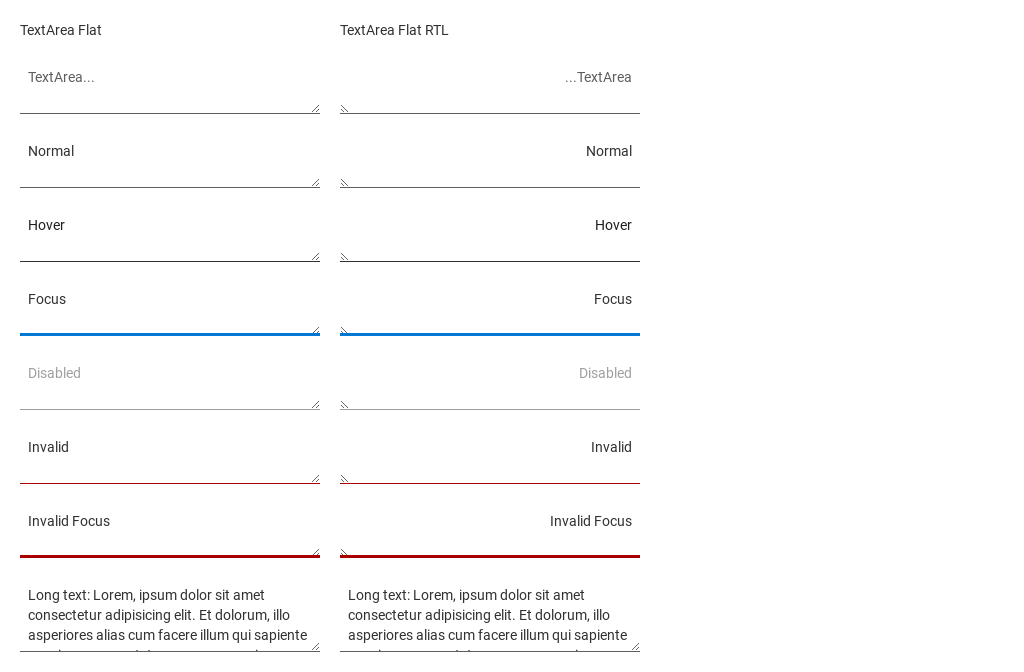 TextArea Flat
TextArea Flat RTL
TextArea...
...TextArea
Normal
Normal
Hover
Hover
Focus
Focus
Disabled
Disabled
Invalid
Invalid
Invalid Focus
Invalid Focus
Long text: Lorem, ipsum dolor sit amet
consectetur adipisicing elit. Et dolorum, illo
asperiores alias cum facere illum qui sapiente
Long text: Lorem, ipsum dolor sit amet
consectetur adipisicing elit. Et dolorum, illo
asperiores alias cum facere illum qui sapiente